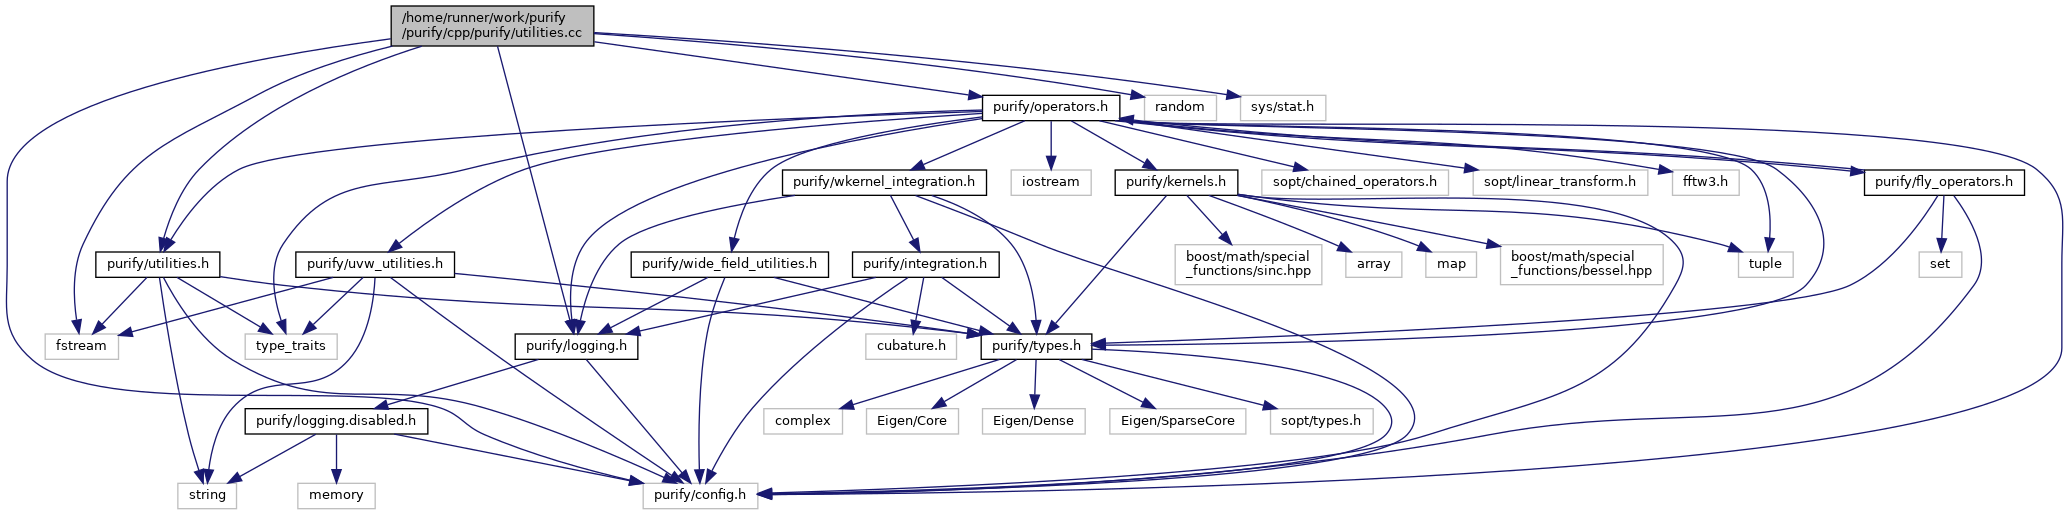 /home/runner/work/purify
/purify/cpp/purify/utilities.cc
purify/operators.h
random
sys/stat.h
purify/wkernel_integration.h
iostream
purify/kernels.h
sopt/chained_operators.h
sopt/linear_transform.h
fftw3.h
purify/fly_operators.h
purify/utilities.h
purify/uvw_utilities.h
purify/wide_field_utilities.h
purify/integration.h
boost/math/special
_functions/sinc.hpp
array
map
boost/math/special
_functions/bessel.hpp
tuple
set
fstream
type_traits
purify/logging.h
cubature.h
purify/types.h
purify/logging.disabled.h
complex
Eigen/Core
Eigen/Dense
Eigen/SparseCore
sopt/types.h
string
memory
purify/config.h